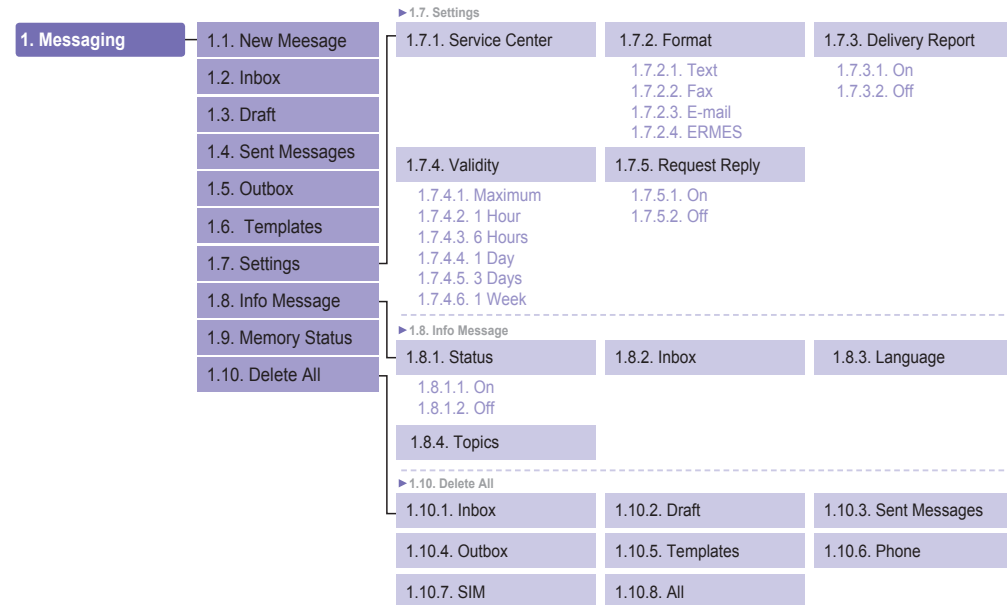 1. Messaging
1.1. New Meesage
1.2. Inbox
1.3. Draft
1.4. Sent Messages
1.5. Outbox
1.6. Templates
1.7. Settings
1.8. Info Message
1.9. Memory Status
1.10. Delete All
►1.7. Settings
1.7.1. Service Center
1.7.2. Format
1.7.2.1. Text
1.7.2.2. Fax
1.7.2.3. E-mail
1.7.2.4. ERMES
1.7.3. Delivery Report
1.7.3.1. On
1.7.3.2. Off
1.7.4. Validity
1.7.4.1. Maximum
1.7.4.2. 1 Hour
1.7.4.3. 6 Hours
1.7.4.4. 1 Day
1.7.4.5. 3 Days
1.7.4.6. 1 Week
1.7.5. Request Reply
1.7.5.1. On
1.7.5.2. Off
►1.8. Info Message
1.8.1. Status
1.8.1.1. On
1.8.1.2. Off
1.8.2. Inbox
1.8.3. Language
1.8.4. Topics
►1.10. Delete All
1.10.1. Inbox
1.10.2. Draft
1.10.3. Sent Messages
1.10.4. Outbox
1.10.5. Templates
1.10.6. Phone
1.10.7. SIM
1.10.8. All